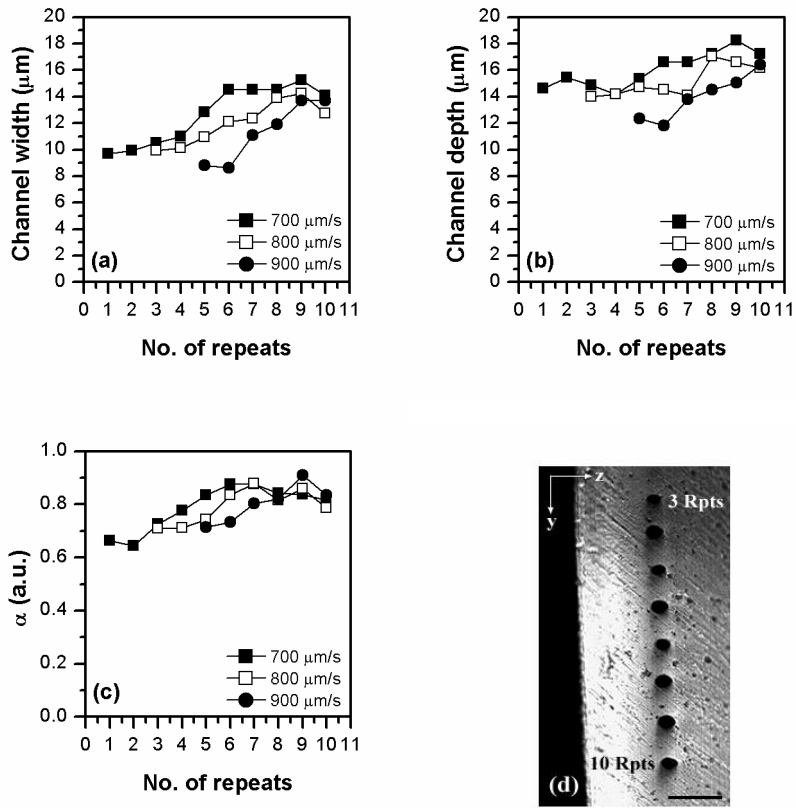 Channel width (μm)
20
18
16
14
12
10
8
6
4
2
0
700 μm/s
800 μm/s
900 μm/s
(a)
0 1 2 3 4 5 6 7 8 9 10 11
No. of repeats
Channel depth (μm)
20
18
16
14
12
10
8
6
4
2
0
700 μm/s
800 μm/s
900 μm/s
(b)
0 1 2 3 4 5 6 7 8 9 10 11
No. of repeats
α (a.u.)
1.0
0.8
0.6
0.4
0.2
0.0
700 μm/s
800 μm/s
900 μm/s
(c)
0 1 2 3 4 5 6 7 8 9 10 11
No. of repeats
z
y
3 Rpts
10 Rpts
(d)